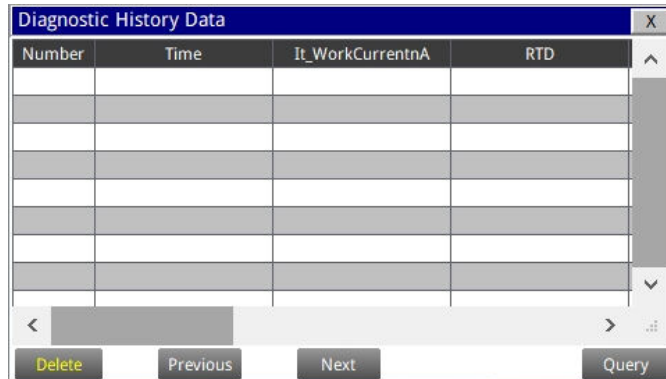 Diagnostic History Data X
Number Time It_WorkCurrentnA RTD
Delete Previous Next Query